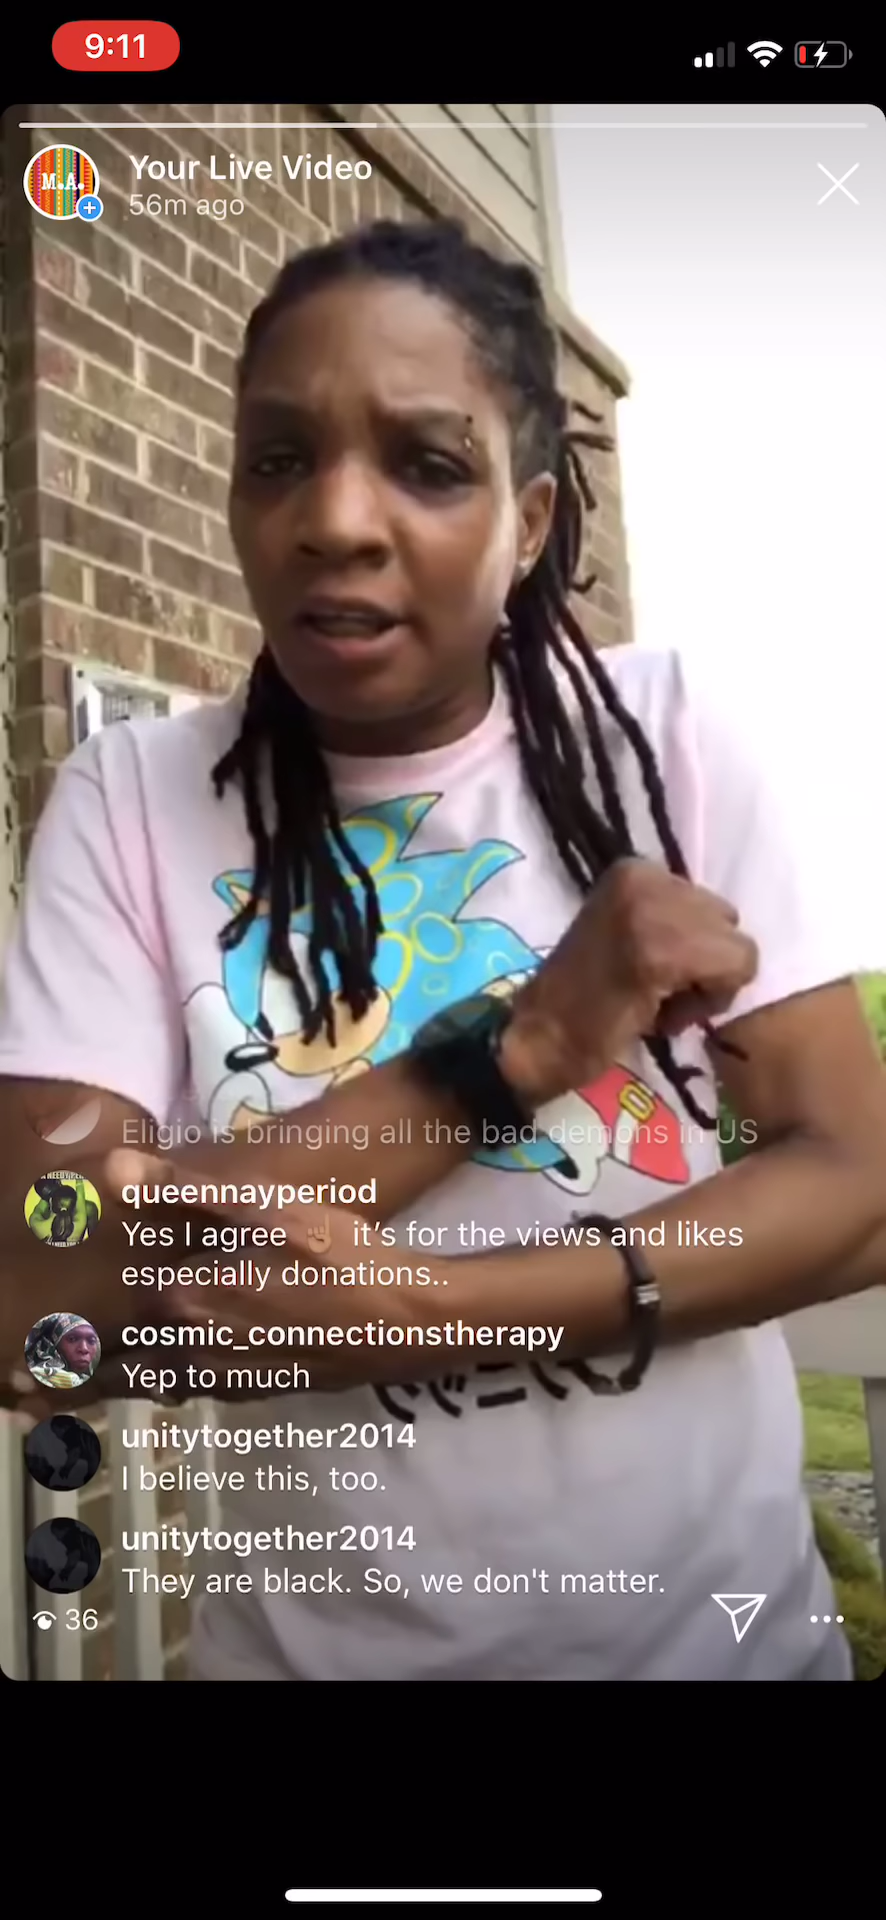 9:11
M.A.
Your Live Video
56m ago
Eligio is bringing all the bad demons in US
queennayperiod
Yes I agree ☝🏽 it’s for the views and likes
especially donations..
cosmic_connectionstherapy
Yep to much
unitytogether2014
I believe this, too.
unitytogether2014
They are black. So, we don't matter.
36